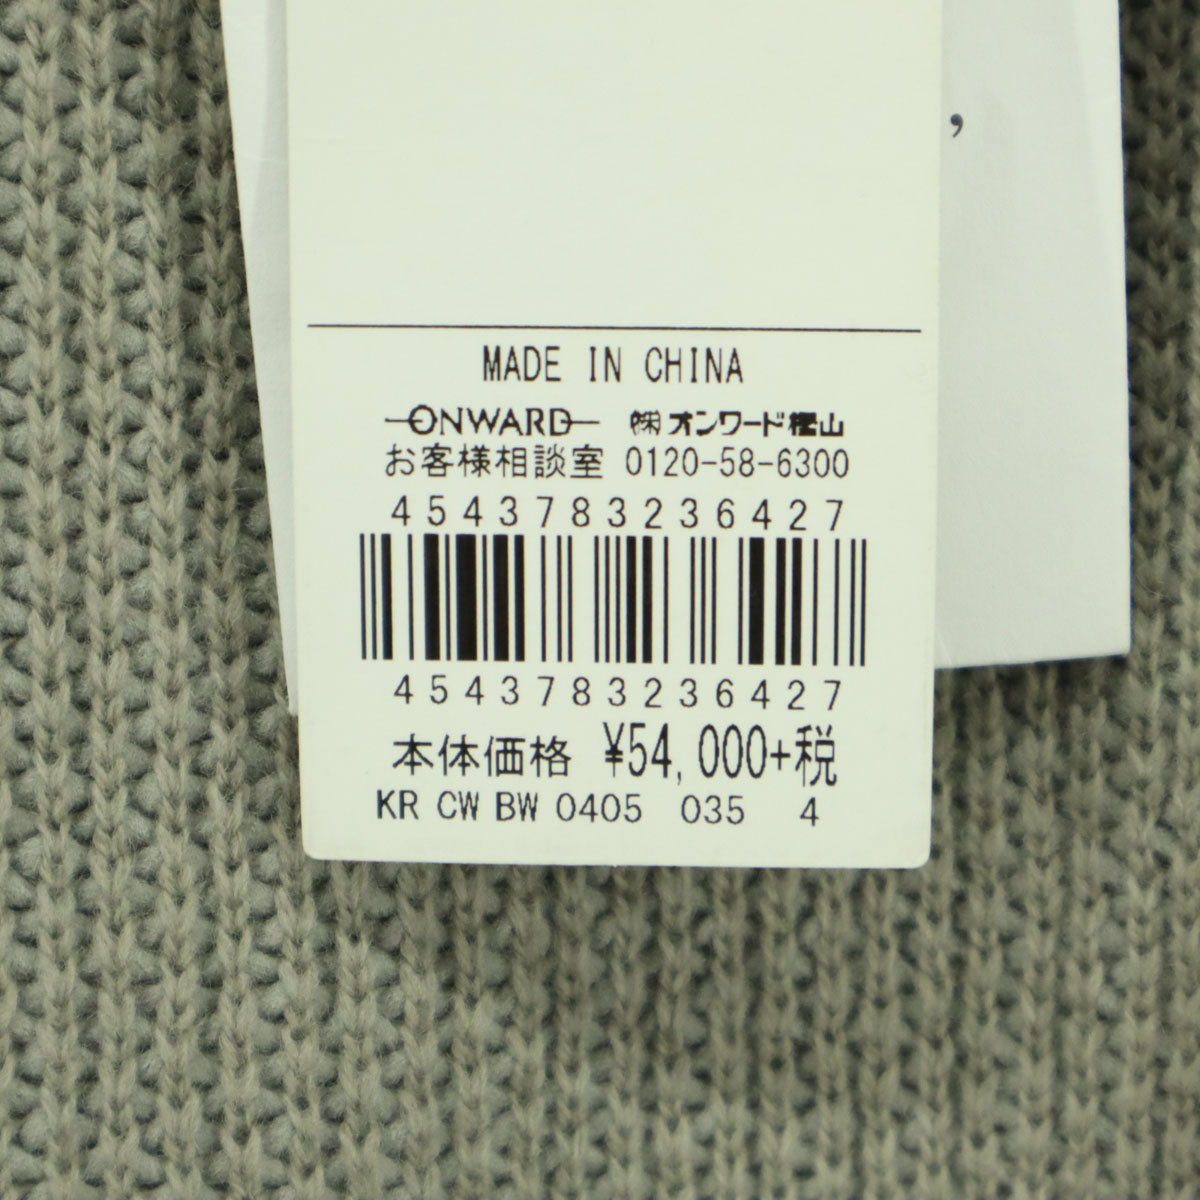 ,
MADE IN CHINA
ONWARD ㈱オンワード樫山
お客様相談室 0120-58-6300
4543783236427
4543783236427
本体価格 ¥54,000+税
KR CW BW 0405 035 4